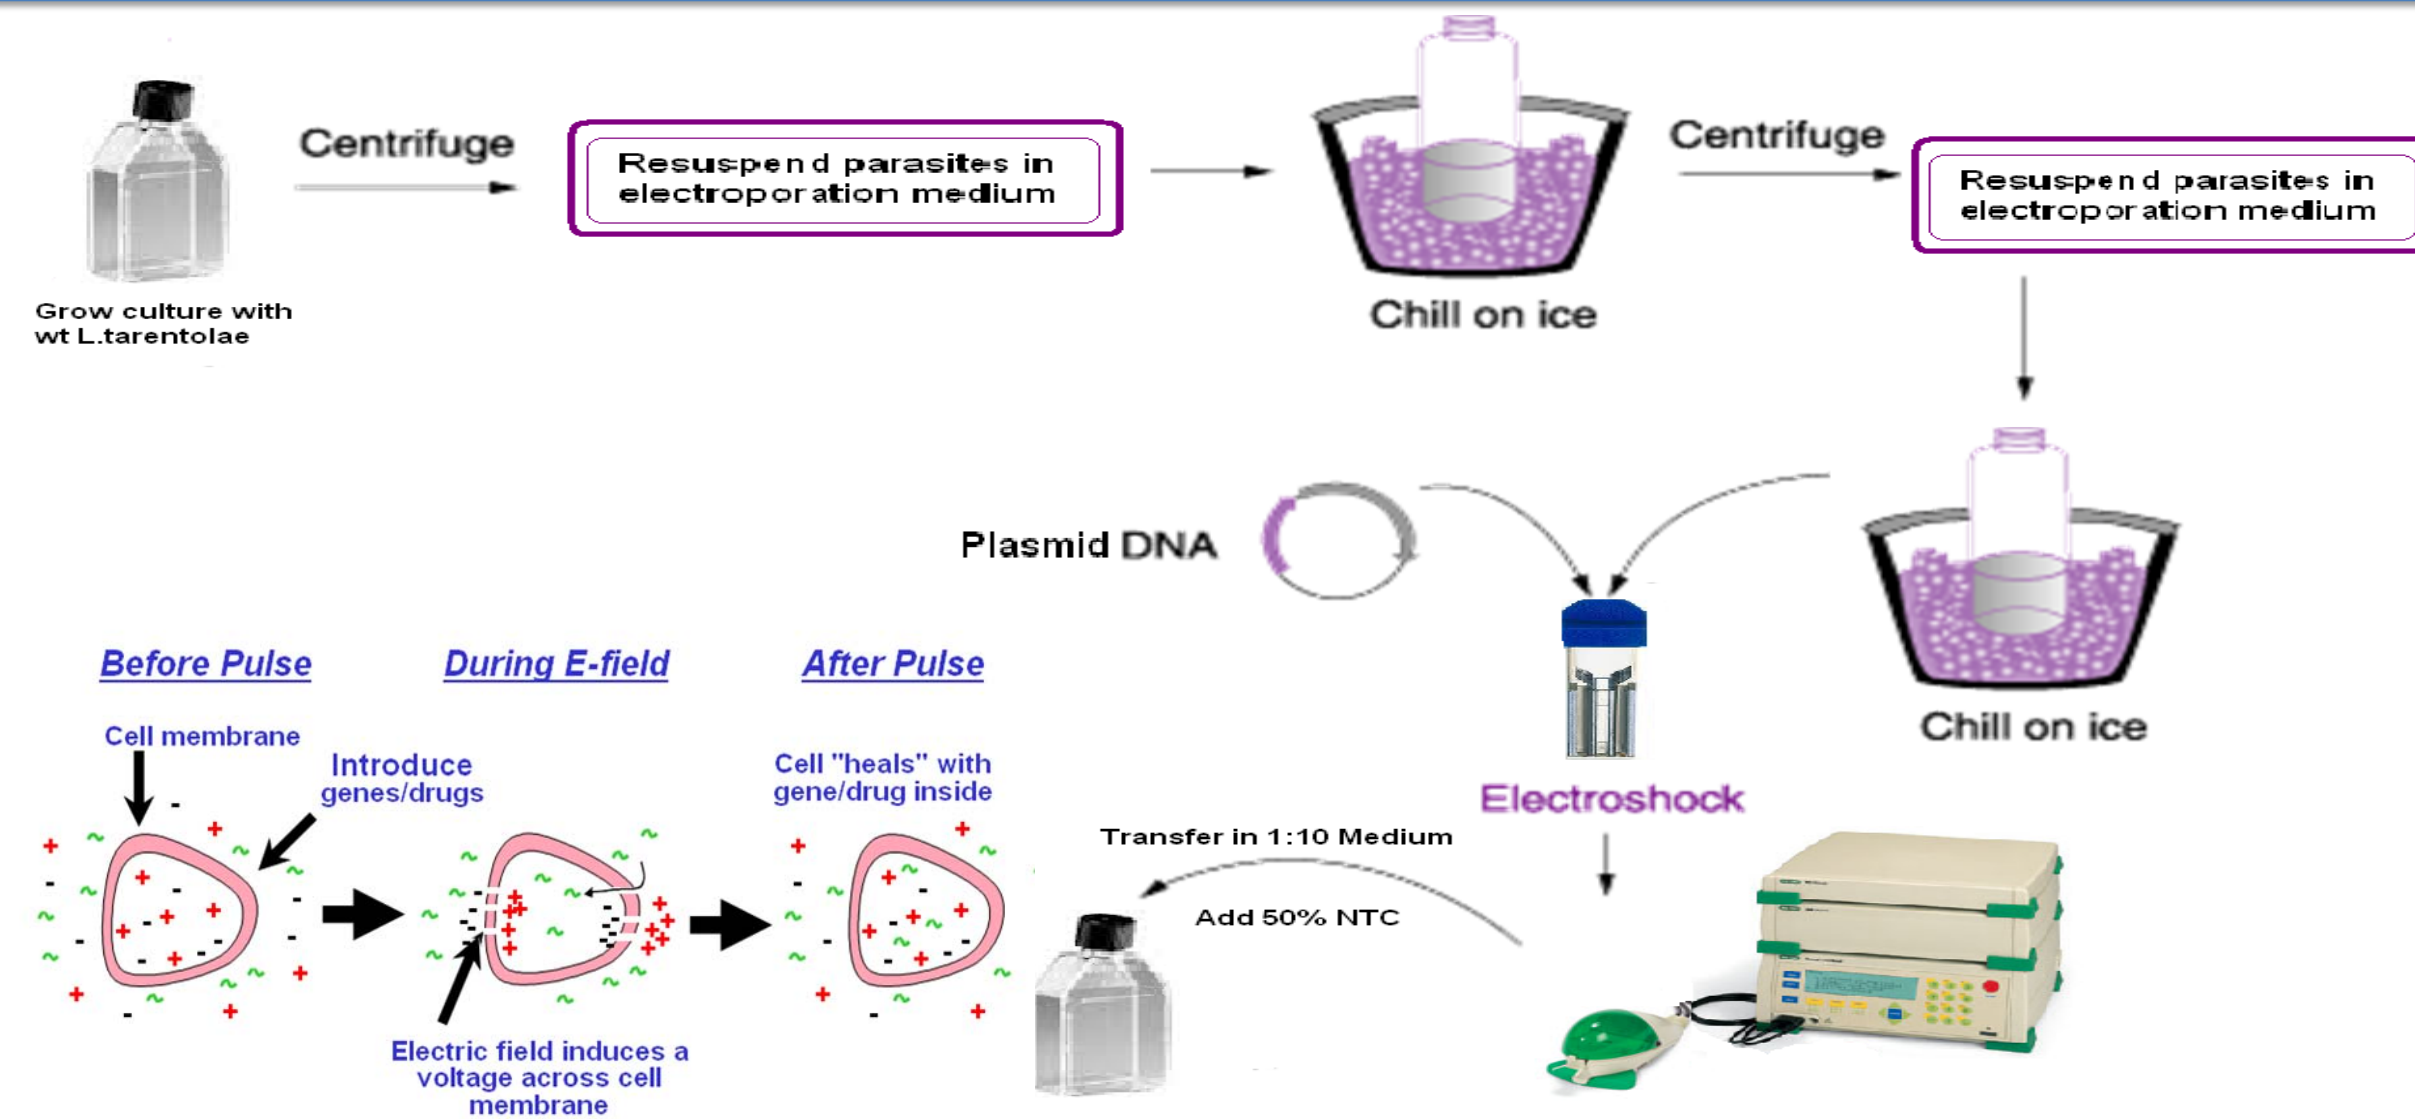 Centrifuge
Resuspend parasites in
electroporation medium
Centrifuge
Resuspend parasites in
electroporation medium
Grow culture with
wt L.tarentolae
Chill on ice
Plasmid DNA
Chill on ice
Electroshock
Transfer in 1:10 Medium
Add 50% NTC
Before Pulse
During E-field
After Pulse
Cell membrane
Introduce
genes/drugs
Cell "heals" with
gene/drug inside
Electric field induces a
voltage across cell
membrane